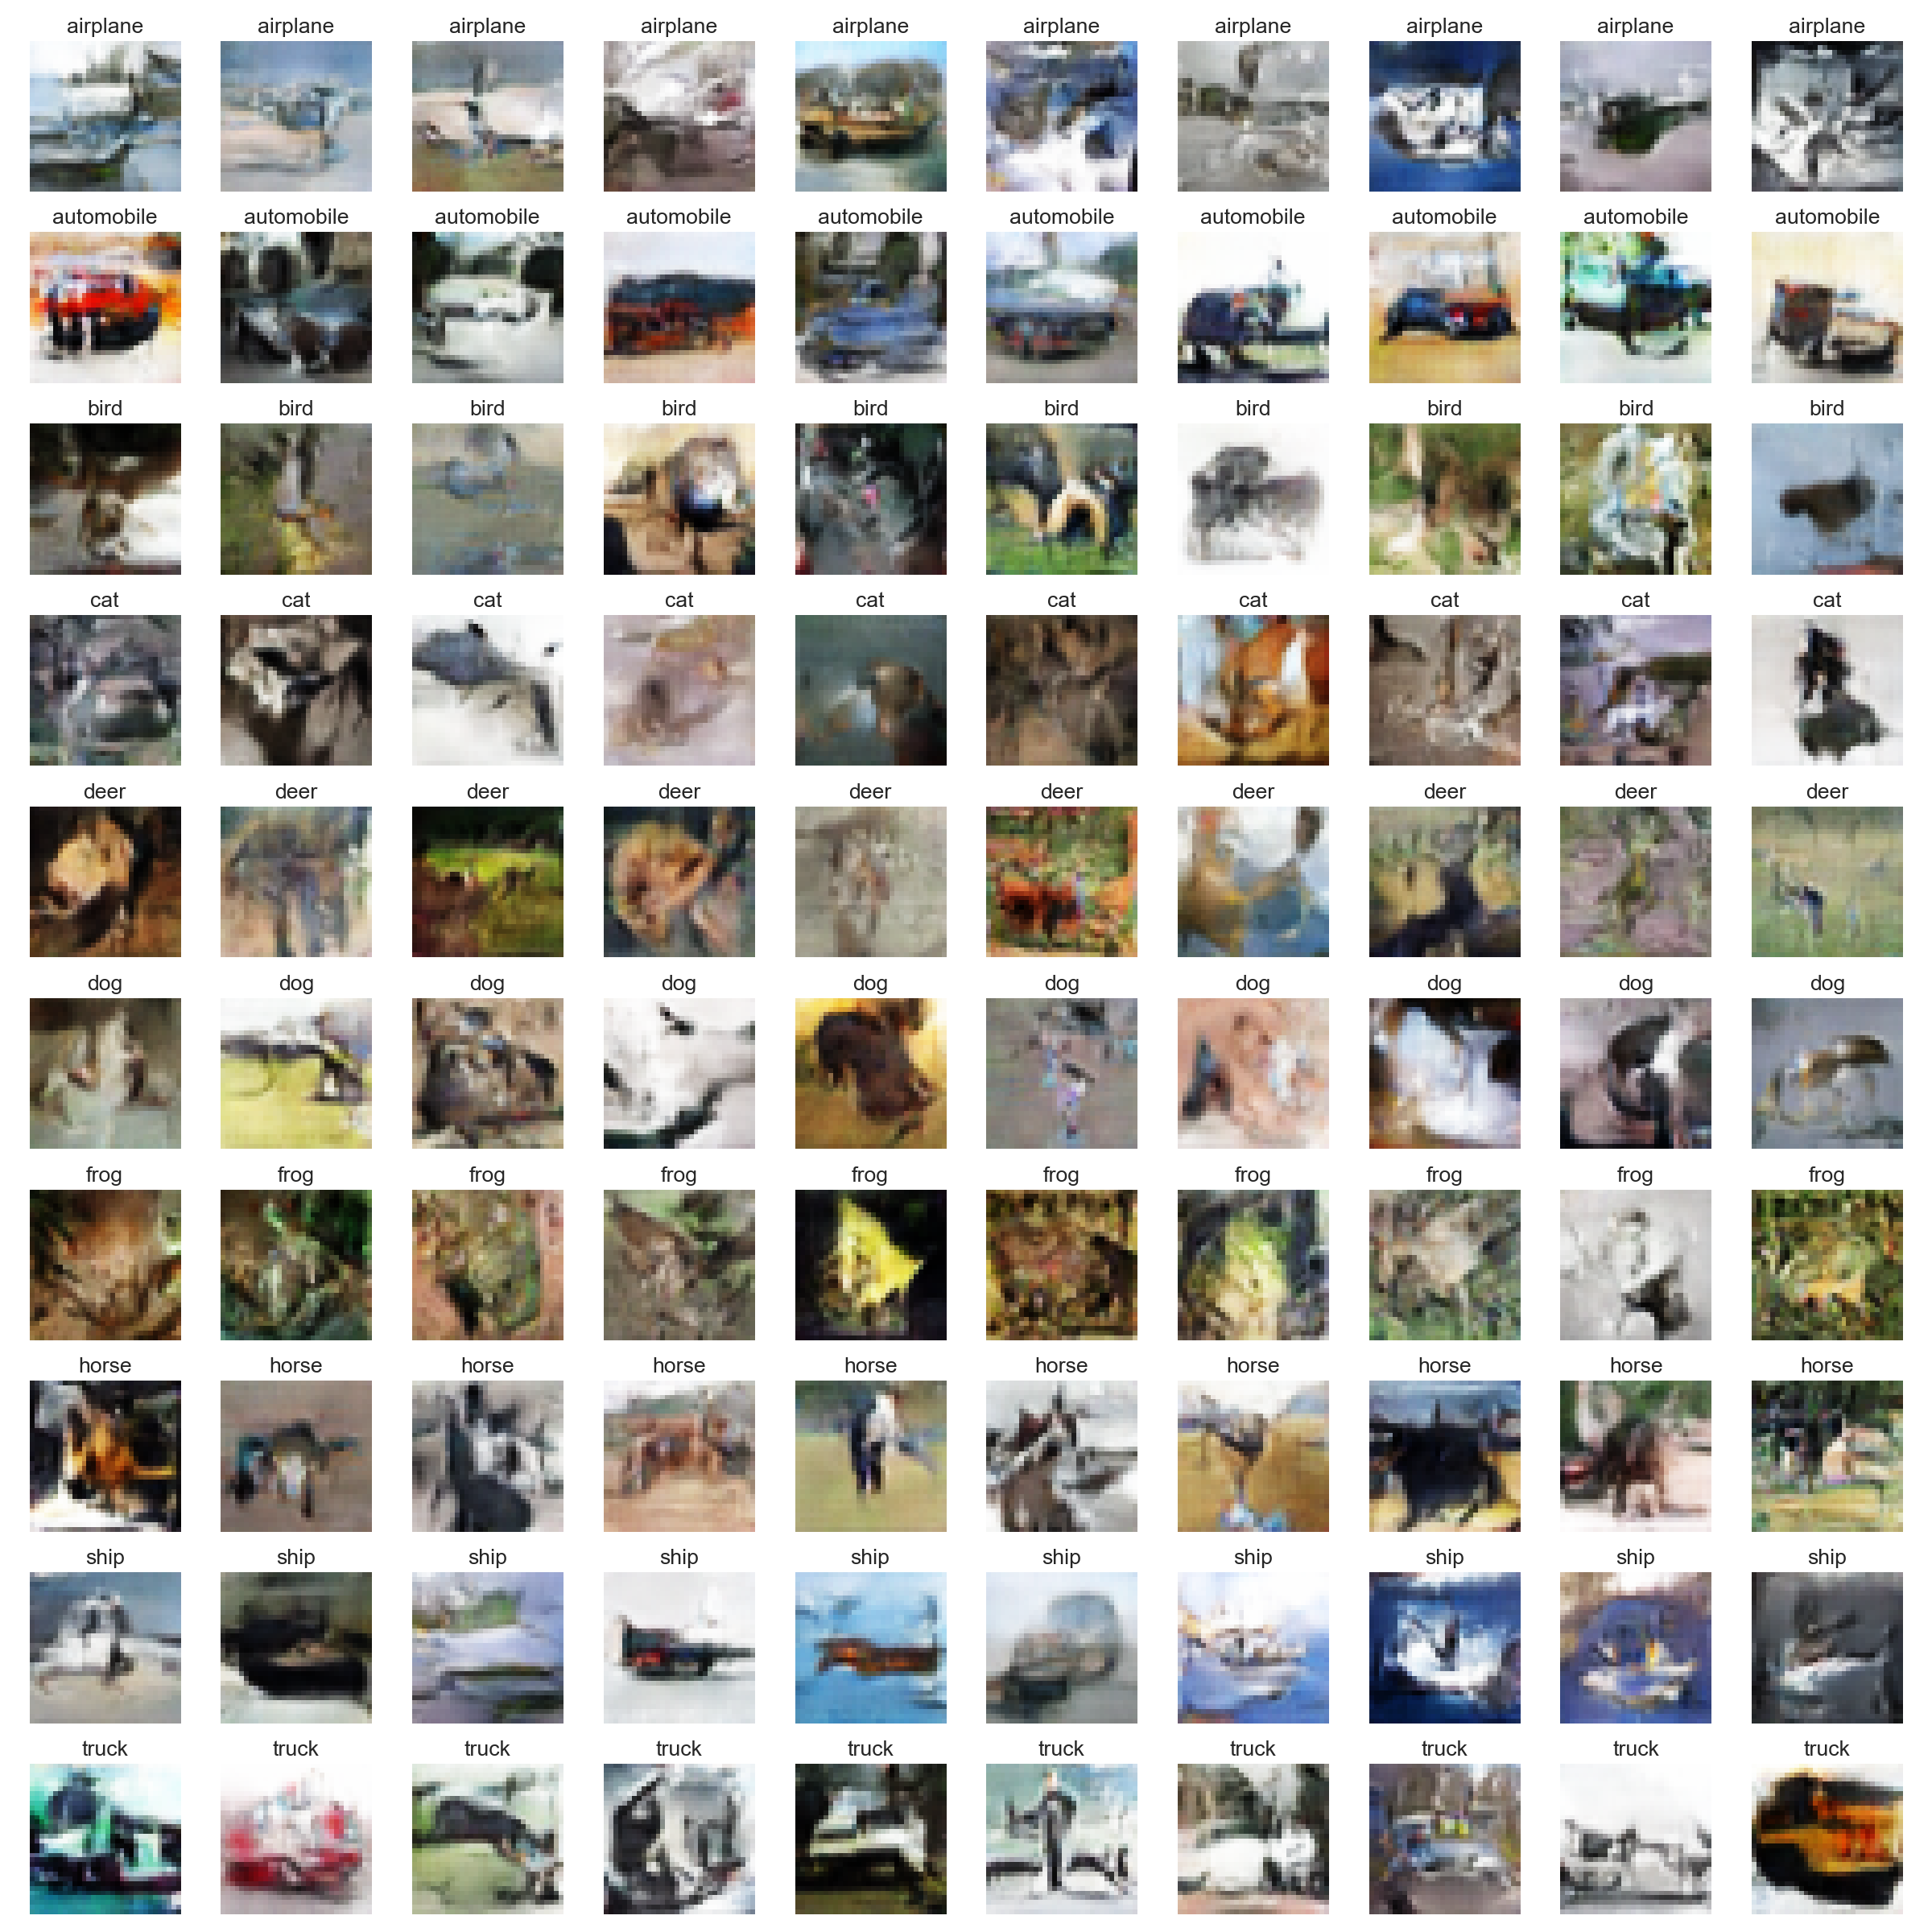 airplane airplane airplane airplane airplane airplane airplane airplane airplane airplane
automobile automobile automobile automobile automobile automobile automobile automobile automobile automobile
bird bird bird bird bird bird bird bird bird bird
cat cat cat cat cat cat cat cat cat cat
deer deer deer deer deer deer deer deer deer deer
dog dog dog dog dog dog dog dog dog dog
frog frog frog frog frog frog frog frog frog frog
horse horse horse horse horse horse horse horse horse horse
ship ship ship ship ship ship ship ship ship ship
truck truck truck truck truck truck truck truck truck truck